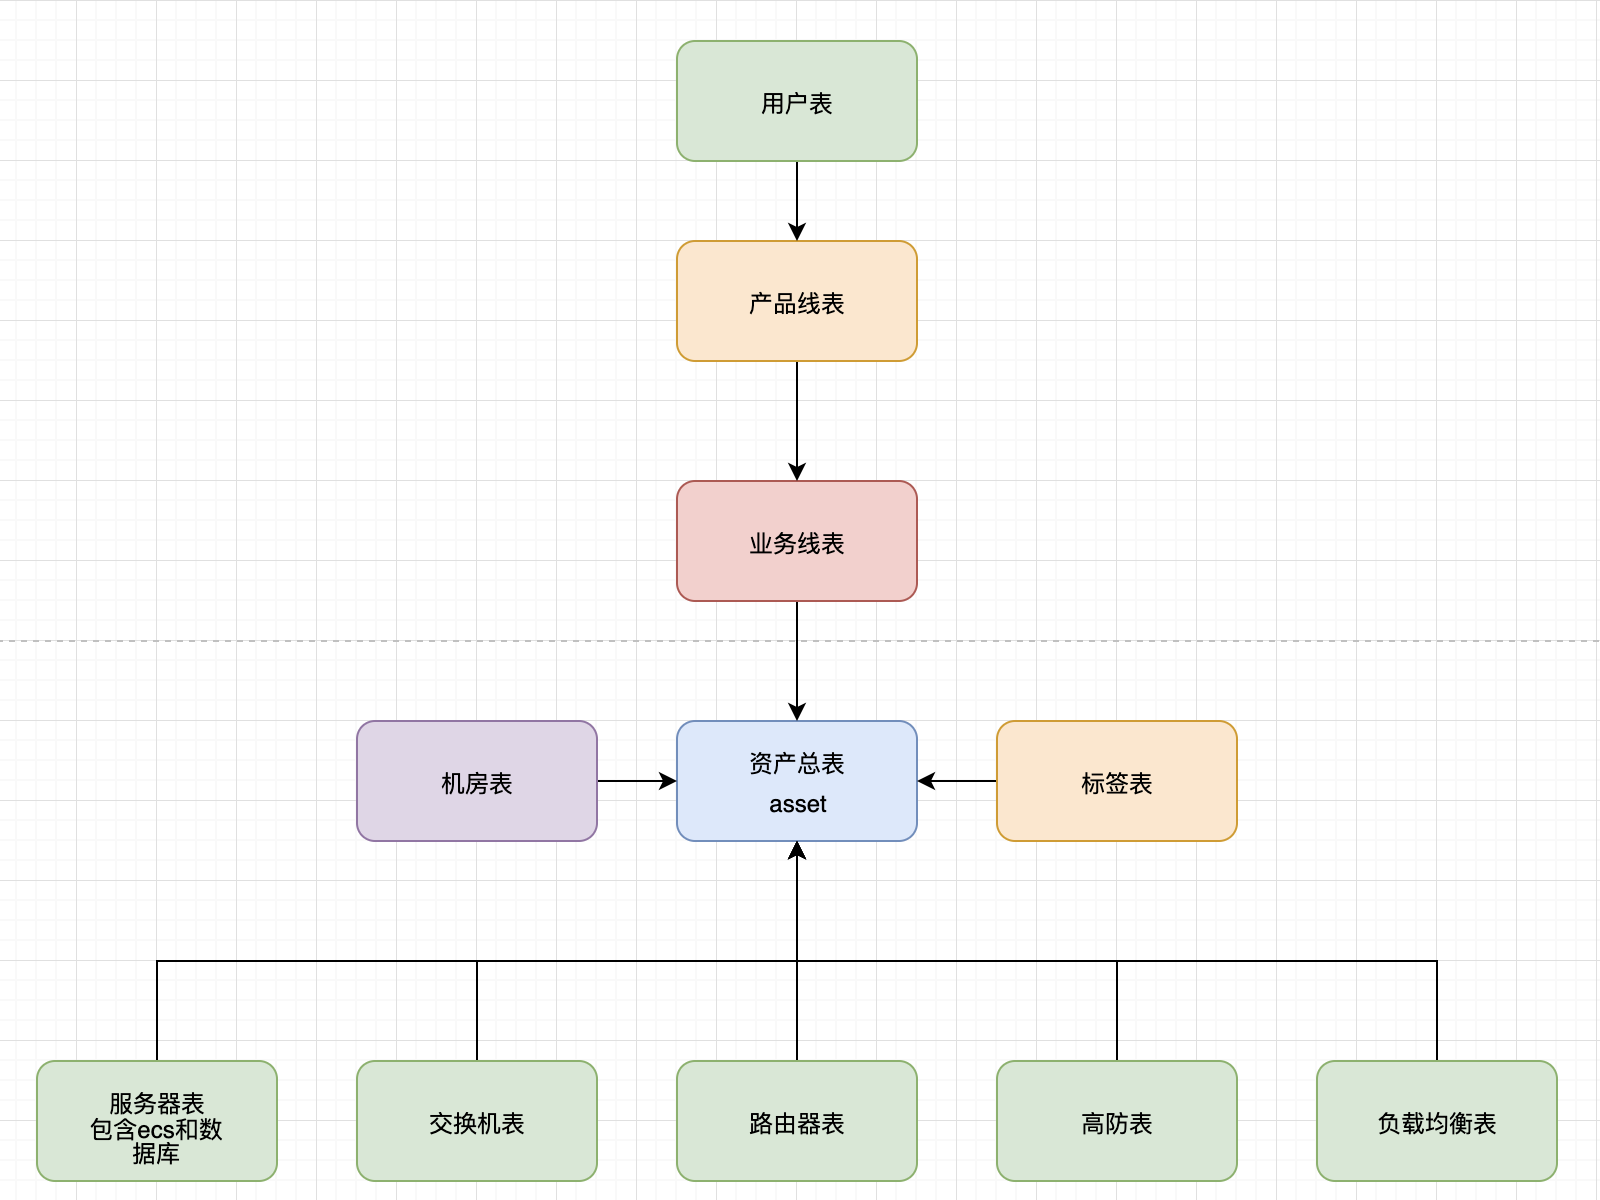 用户表
产品线表
业务线表
机房表
资产总表
asset
标签表
服务器表
包含ecs和数
据库
交换机表
路由器表
高防表
负载均衡表